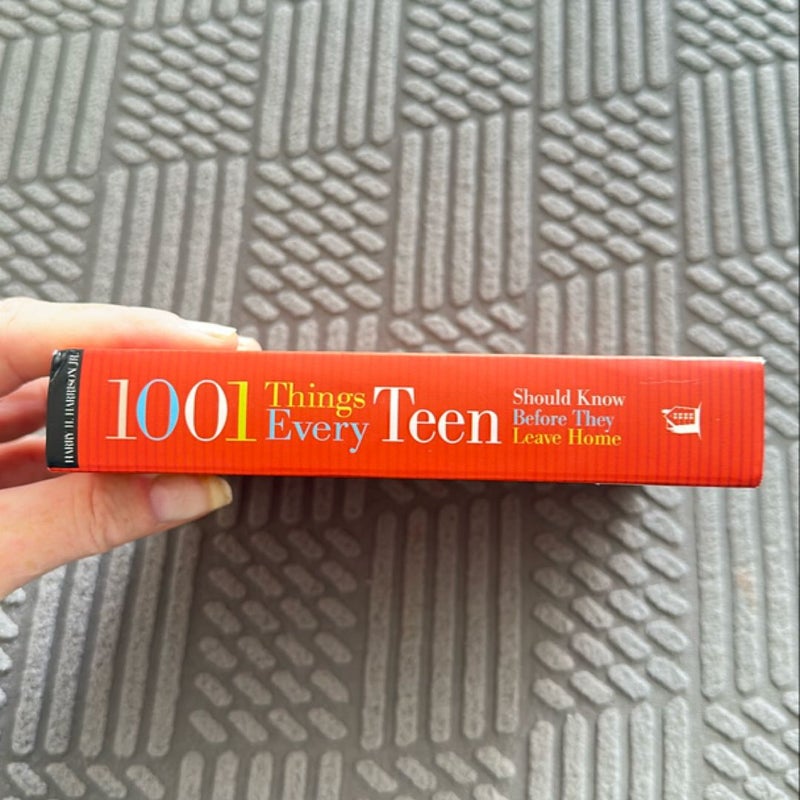 HARRY H. HARRISON JR.
1001 Things Every Teen Should Know Before They Leave Home